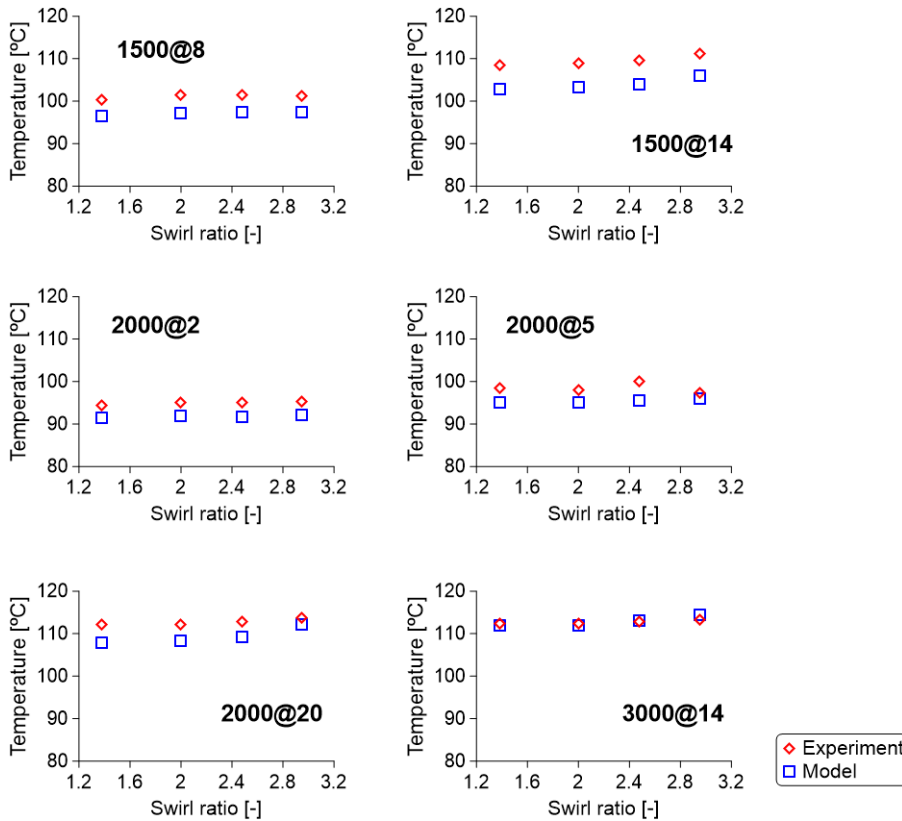 Temperature [ºC]
120
110
100
90
80
1500@8
1.2 1.6 2 2.4 2.8 3.2
Swirl ratio [-]
Temperature [ºC]
120
110
100
90
80
1500@14
1.2 1.6 2 2.4 2.8 3.2
Swirl ratio [-]
Temperature [ºC]
120
110
100
90
80
2000@2
1.2 1.6 2 2.4 2.8 3.2
Swirl ratio [-]
Temperature [ºC]
120
110
100
90
80
2000@5
1.2 1.6 2 2.4 2.8 3.2
Swirl ratio [-]
Temperature [ºC]
120
110
100
90
80
2000@20
1.2 1.6 2 2.4 2.8 3.2
Swirl ratio [-]
Temperature [ºC]
120
110
100
90
80
3000@14
1.2 1.6 2 2.4 2.8 3.2
Swirl ratio [-]
Experiment
Model